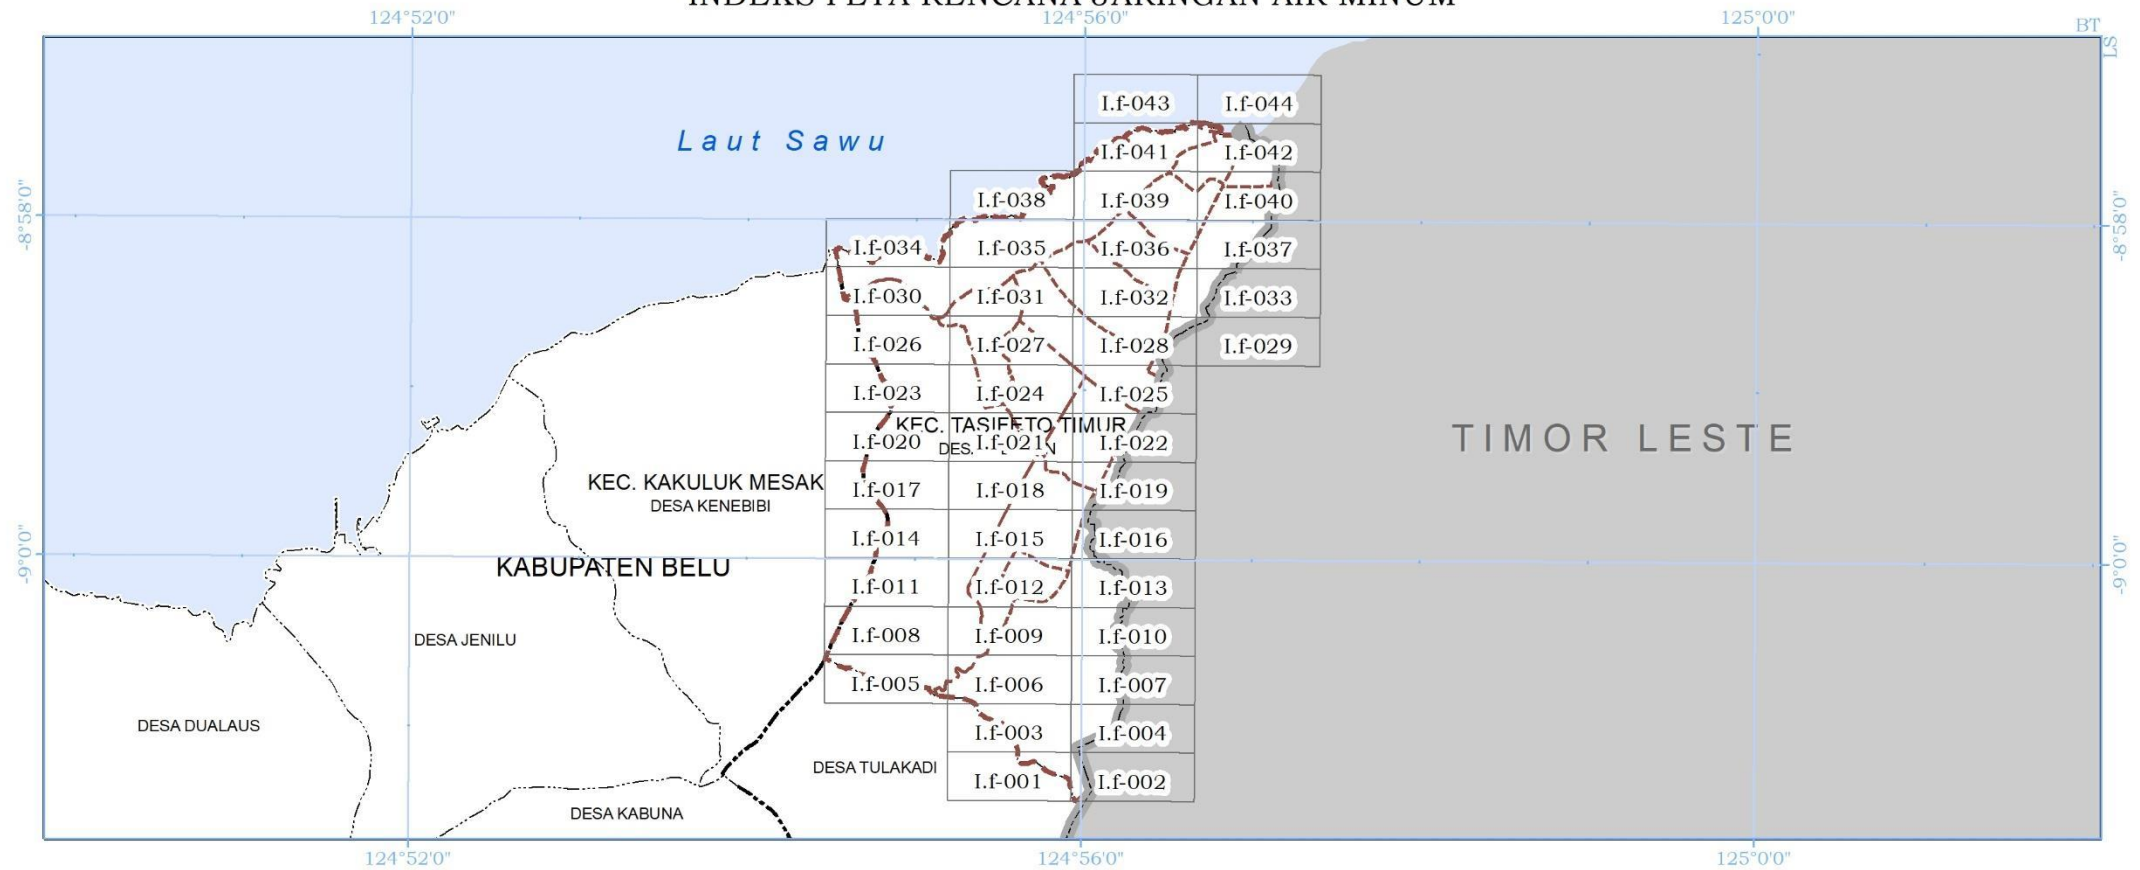 INDEKS PETA RENCANA JARINGAN AIR MINUM
124°52'0" 124°56'0" 125°0'0" BT
LS
I.f-043 I.f-044
Laut Sawu
I.f-041 I.f-042
-8°58'0" I.f-038 I.f-039 I.f-040 -8°58'0"
I.f-034 I.f-035 I.f-036 I.f-037
I.f-030 I.f-031 I.f-032 I.f-033
I.f-026 I.f-027 I.f-028 I.f-029
I.f-023 I.f-024 I.f-025
KEC. TASIFETO TIMUR
I.f-020 I.f-021 I.f-022
TIMOR LESTE
KEC. KAKULUK MESAK
DESA KENEBIBI
I.f-017 I.f-018 I.f-019
-9°0'0" I.f-014 I.f-015 I.f-016 -9°0'0"
KABUPATEN BELU
I.f-011 I.f-012 I.f-013
DESA JENILU
I.f-008 I.f-009 I.f-010
I.f-005 I.f-006 I.f-007
DESA DUALAUS
I.f-003 I.f-004
DESA TULAKADI
I.f-001 I.f-002
DESA KABUNA
124°52'0" 124°56'0" 125°0'0"